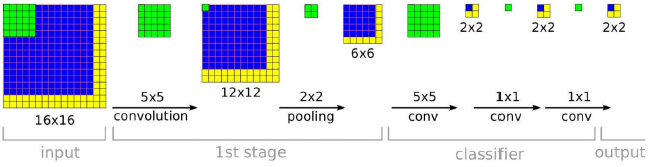 2x2 2x2 2x2
6x6
5x5 12x12 2x2 5x5 1x1 1x1
convolution pooling conv conv conv
16x16
input 1st stage classifier output